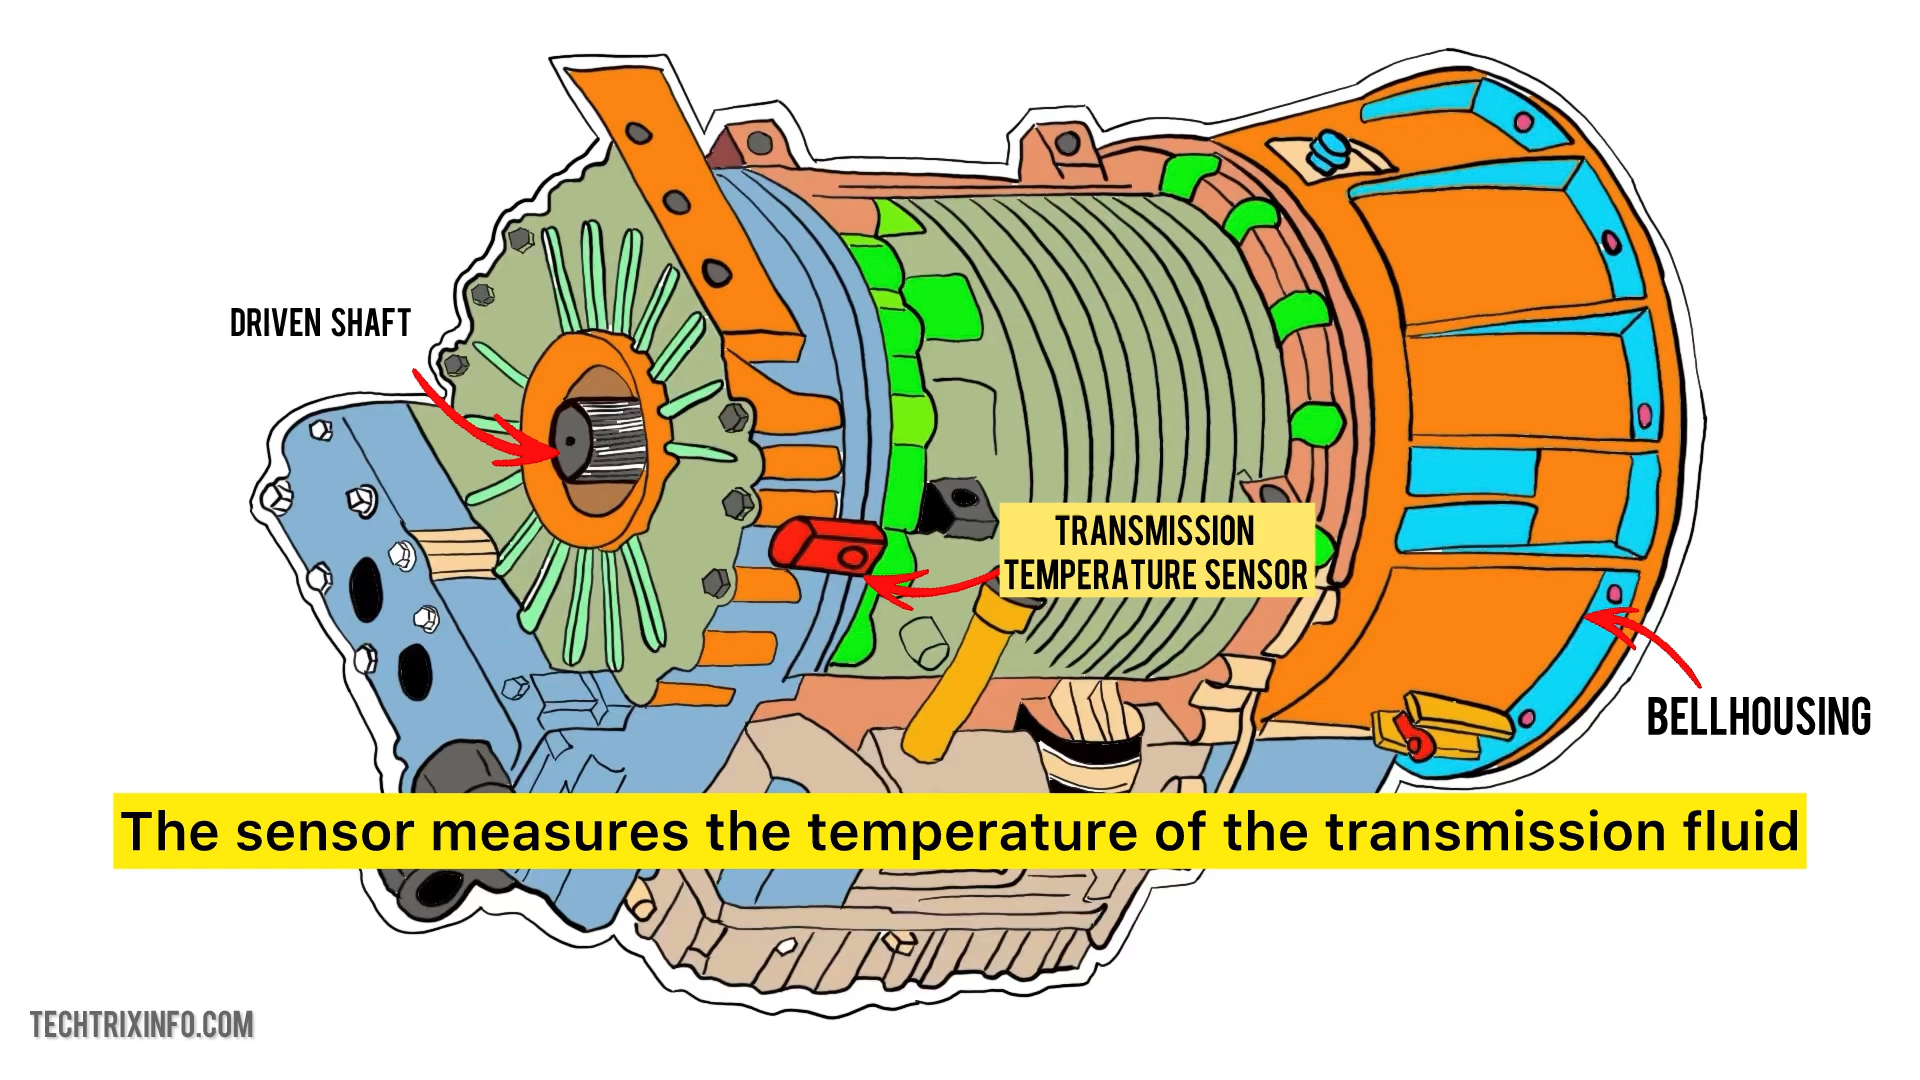 DRIVEN SHAFT
TRANSMISSION
TEMPERATURE SENSOR
BELLHOUSING
The sensor measures the temperature of the transmission fluid
TECHTRIXINFO.COM